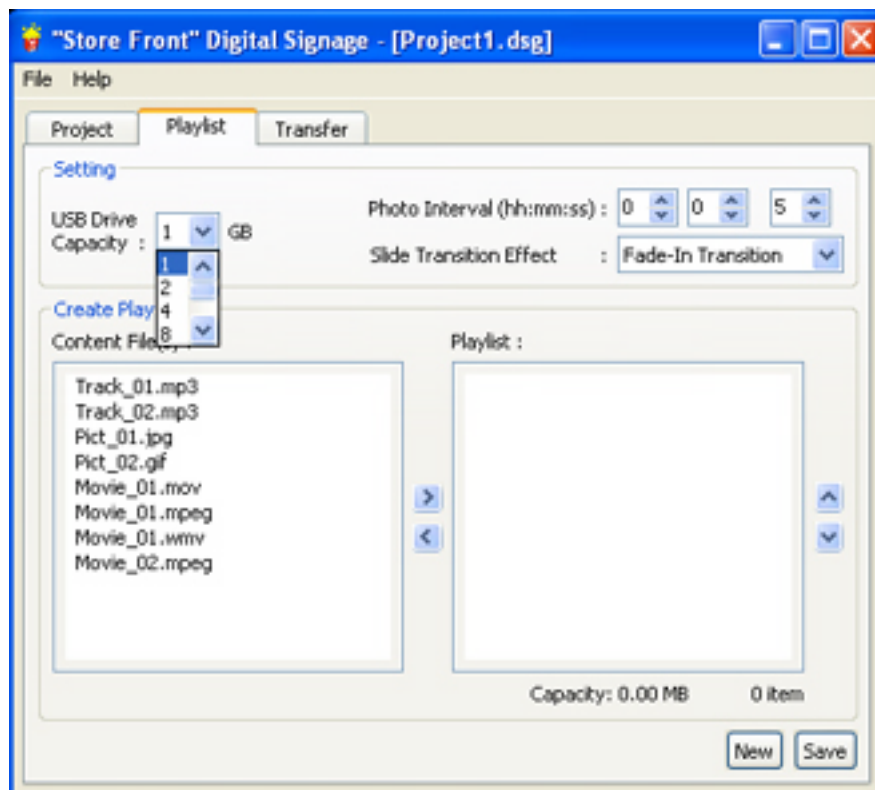 "Store Front" Digital Signage - [Project1.dsg]
File Help
Project Playlist Transfer
Setting
USB Drive
Capacity : 1 GB
Photo Interval (hh:mm:ss) : 0 0 5
Slide Transition Effect : Fade-In Transition
1
2
4
8
Create Play
Content File :
Playlist :
Track_01.mp3
Track_02.mp3
Pict_01.jpg
Pict_02.gif
Movie_01.mov
Movie_01.mpeg
Movie_01.wmv
Movie_02.mpeg
> 
<
Capacity: 0.00 MB 0 item
New Save